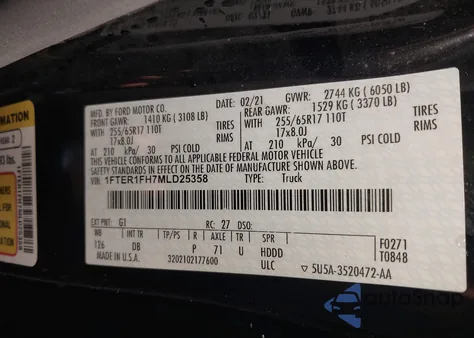 MFD. BY FORD MOTOR CO.
02/21 GVWR: 2744 KG ( 6050 LB)
FRONT GAWR: 1410 KG ( 3108 LB) REAR GAWR: 1529 KG ( 3370 LB)
WITH WITH
255/65R17 110T TIRES 255/65R17 110T TIRES
17x8.0J RIMS 17x8.0J RIMS
AT 210 kPa/ 30 PSI COLD AT 210 kPa/ 30 PSI COLD
THIS VEHICLE CONFORMS TO ALL APPLICABLE FEDERAL MOTOR VEHICLE
SAFETY STANDARDS IN EFFECT ON THE DATE OF MANUFACTURE SHOWN ABOVE.
VIN: 1FTER1FH7MLD25358 TYPE: Truck
EXT PNT: G1 RC: 27 DSO:
WB INT TR TP/PS R AXLE TR SPR F0271
126 DB P 71 U HDDD T0848
3202102177600 ULC 5U5A-3520472-AA
autoSnap